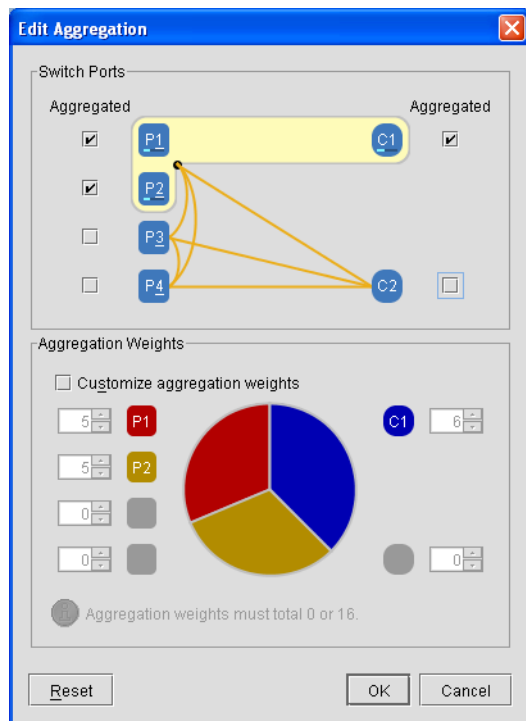 Edit Aggregation
Switch Ports
Aggregated Aggregated
P1 C1
P2
P3
P4 C2
Aggregation Weights
Customize aggregation weights
5 P1 C1 6
5 P2
0
0 0
i Aggregation weights must total 0 or 16.
Reset OK Cancel